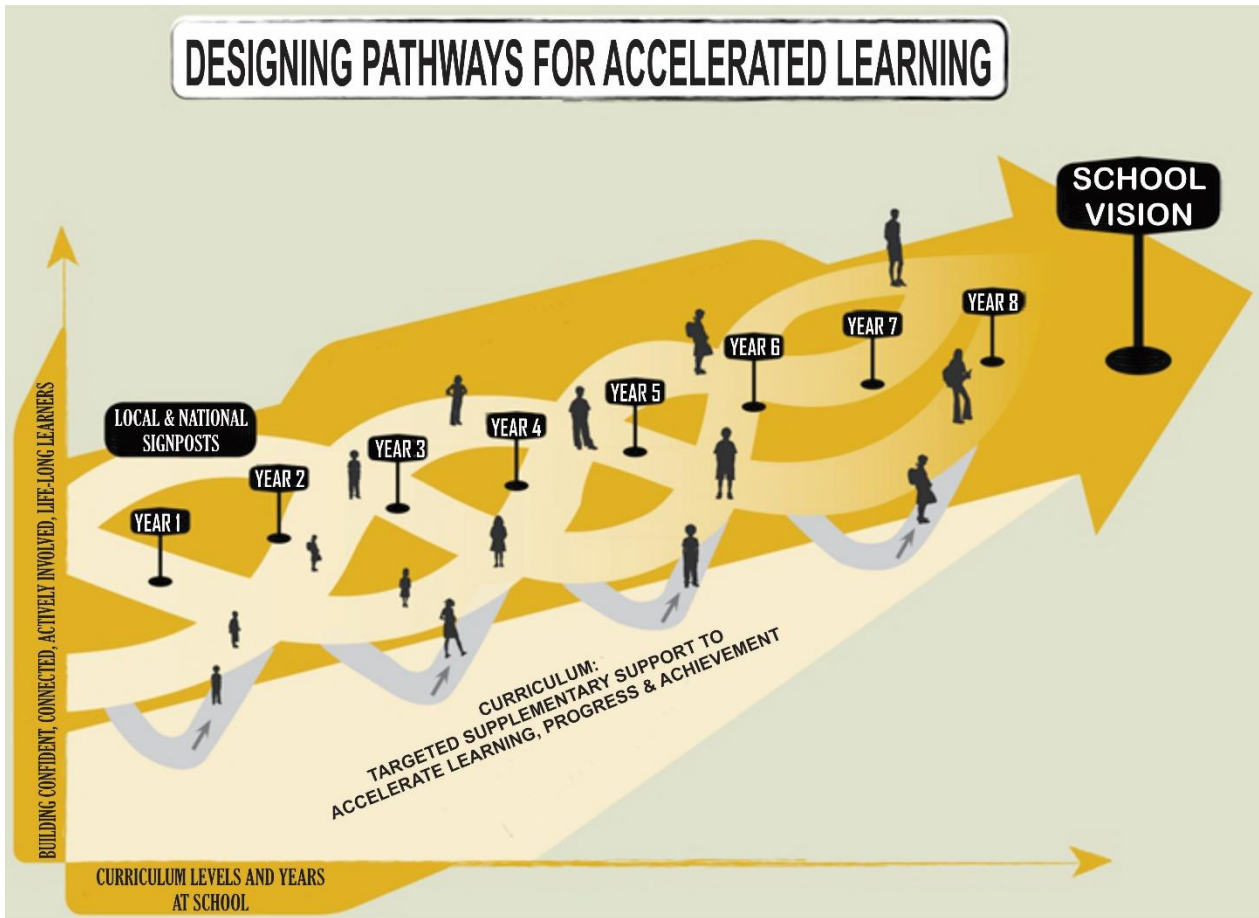 DESIGNING PATHWAYS FOR ACCELERATED LEARNING
SCHOOL
VISION
YEAR 8
YEAR 7
YEAR 6
YEAR 5
YEAR 4
YEAR 3
LOCAL & NATIONAL
SIGNPOSTS
YEAR 2
YEAR 1
BUILDING CONFIDENT, CONNECTED, ACTIVELY INVOLVED, LIFE-LONG LEARNERS
CURRICULUM:
TARGETED SUPPLEMENTARY SUPPORT TO
ACCELERATE LEARNING, PROGRESS & ACHIEVEMENT
CURRICULUM LEVELS AND YEARS
AT SCHOOL